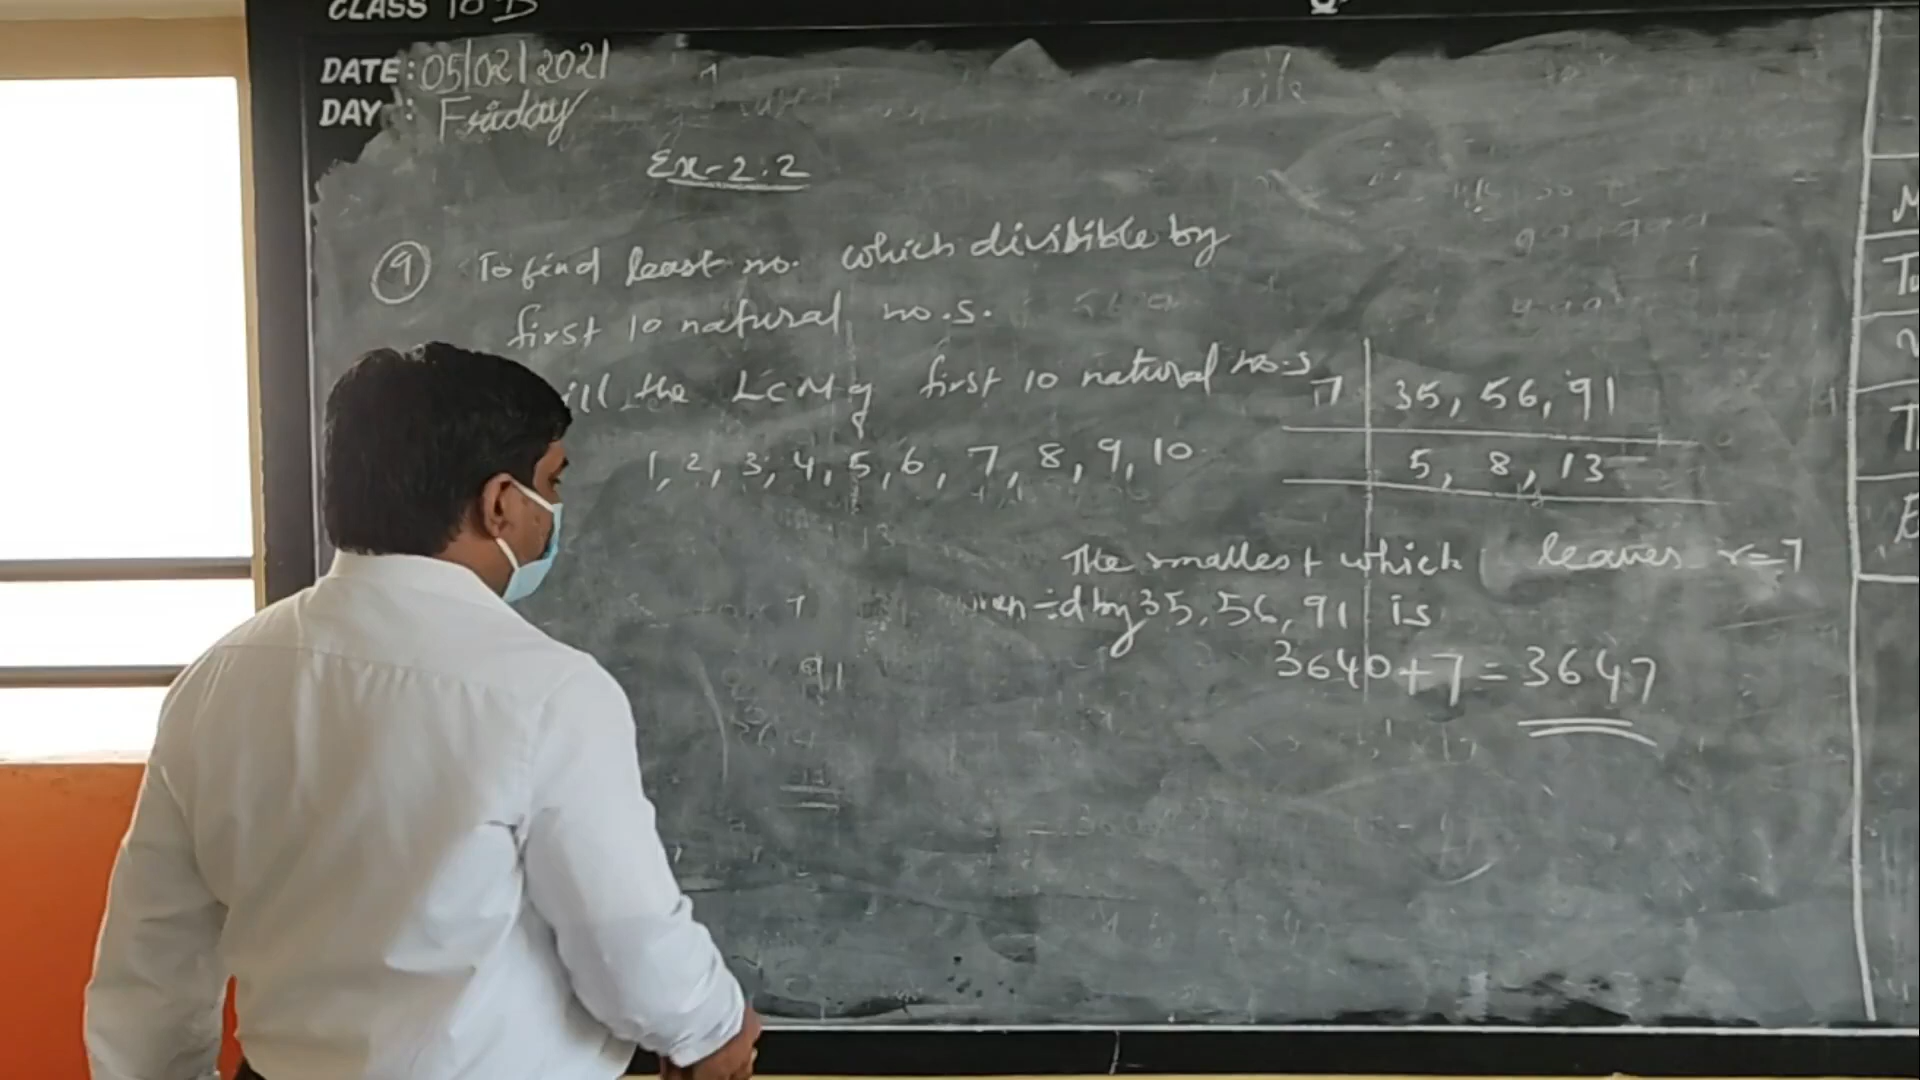 CLASS 10 B
DATE: 05/02/2021
DAY : Friday
Ex-2.2
9 To find least no. which divisible by
first 10 natural no.s.
the LCM of first 10 natural no.s
1, 2, 3, 4, 5, 6, 7, 8, 9, 10.
7 35, 56, 91
5, 8, 13
The smallest which leaves r=7
÷d by 35, 56, 91 is
3640+7=3647